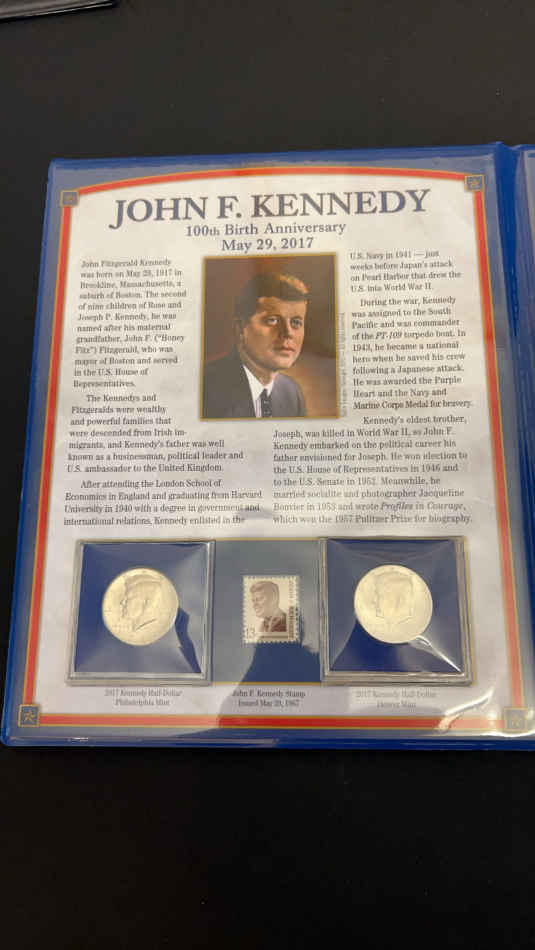 JOHN F. KENNEDY
100th Birth Anniversary
May 29, 2017
John Fitzgerald Kennedy
was born on May 29, 1917 in
Brookline, Massachusetts, a
suburb of Boston. The second
of nine children of Rose and
Joseph P. Kennedy, he was
named after his maternal
grandfather, John F. ("Honey
Fitz") Fitzgerald, who was
mayor of Boston and served
in the U.S. House of
Representatives.
The Kennedys and
Fitzgeralds were wealthy
and powerful families that
were descended from Irish im-
migrants, and Kennedy's father was well
known as a businessman, political leader and
U.S. ambassador to the United Kingdom.
After attending the London School of
Economics in England and graduating from Harvard
University in 1940 with a degree in government and
international relations, Kennedy enlisted in the
U.S. Navy in 1941 — just
weeks before Japan's attack
on Pearl Harbor that drew the
U.S. into World War II.
During the war, Kennedy
was assigned to the South
Pacific and was commander
of the PT-109 torpedo boat. In
1943, he became a national
hero when he saved his crew
following a Japanese attack.
He was awarded the Purple
Heart and the Navy and
Marine Corps Medal for bravery.
Kennedy's eldest brother,
Joseph, was killed in World War II, so John F.
Kennedy embarked on the political career his
father envisioned for Joseph. He won election to
the U.S. House of Representatives in 1946 and
to the U.S. Senate in 1952. Meanwhile, he
married socialite and photographer Jacqueline
Bouvier in 1953 and wrote Profiles in Courage,
which won the 1957 Pulitzer Prize for biography.
13
2017 Kennedy Half-Dollar
Philadelphia Mint
John F. Kennedy Stamp
Issued May 29, 1967
2017 Kennedy Half-Dollar
Denver Mint